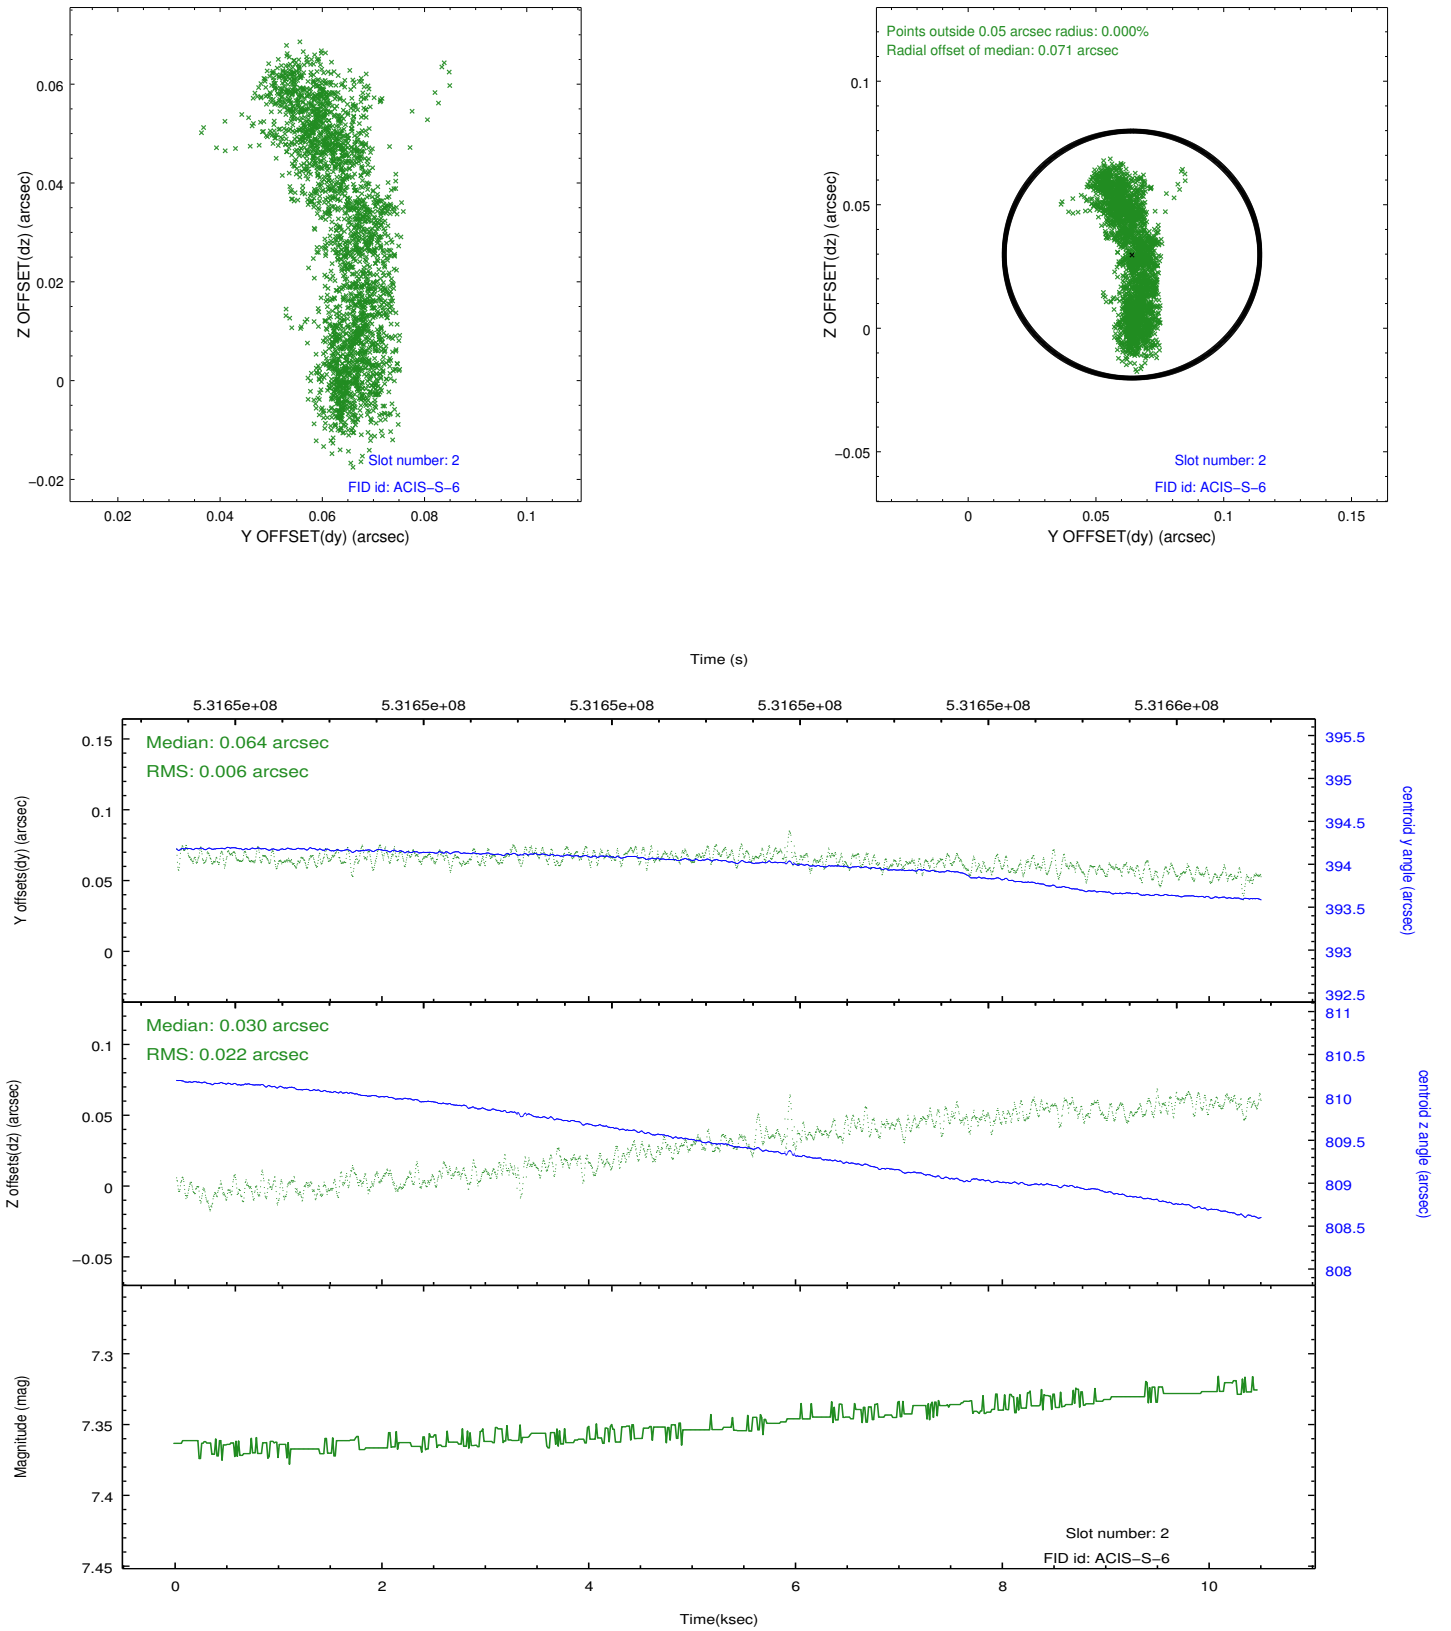 0.06
0.04
0.02
0
−0.02
Z OFFSET(dz) (arcsec)
Slot number: 2
FID id: ACIS−S−6
0.02 0.04 0.06 0.08 0.1
Y OFFSET(dy) (arcsec)
Points outside 0.05 arcsec radius: 0.000%
Radial offset of median: 0.071 arcsec
0.1
0.05
0
−0.05
Z OFFSET(dz) (arcsec)
Slot number: 2
FID id: ACIS−S−6
0 0.05 0.1 0.15
Y OFFSET(dy) (arcsec)
Time (s)
5.3165e+08 5.3165e+08 5.3165e+08 5.3165e+08 5.3165e+08 5.3166e+08
Median: 0.064 arcsec
RMS: 0.006 arcsec
0.15
0.1
0.05
0
Y offsets(dy) (arcsec)
395.5
395
394.5
394
393.5
393
392.5
centroid y angle (arcsec)
Median: 0.030 arcsec
RMS: 0.022 arcsec
0.1
0.05
0
−0.05
Z offsets(dz) (arcsec)
811
810.5
810
809.5
809
808.5
808
centroid z angle (arcsec)
7.3
7.35
7.4
7.45
Magnitude (mag)
Slot number: 2
FID id: ACIS−S−6
0 2 4 6 8 10
Time(ksec)